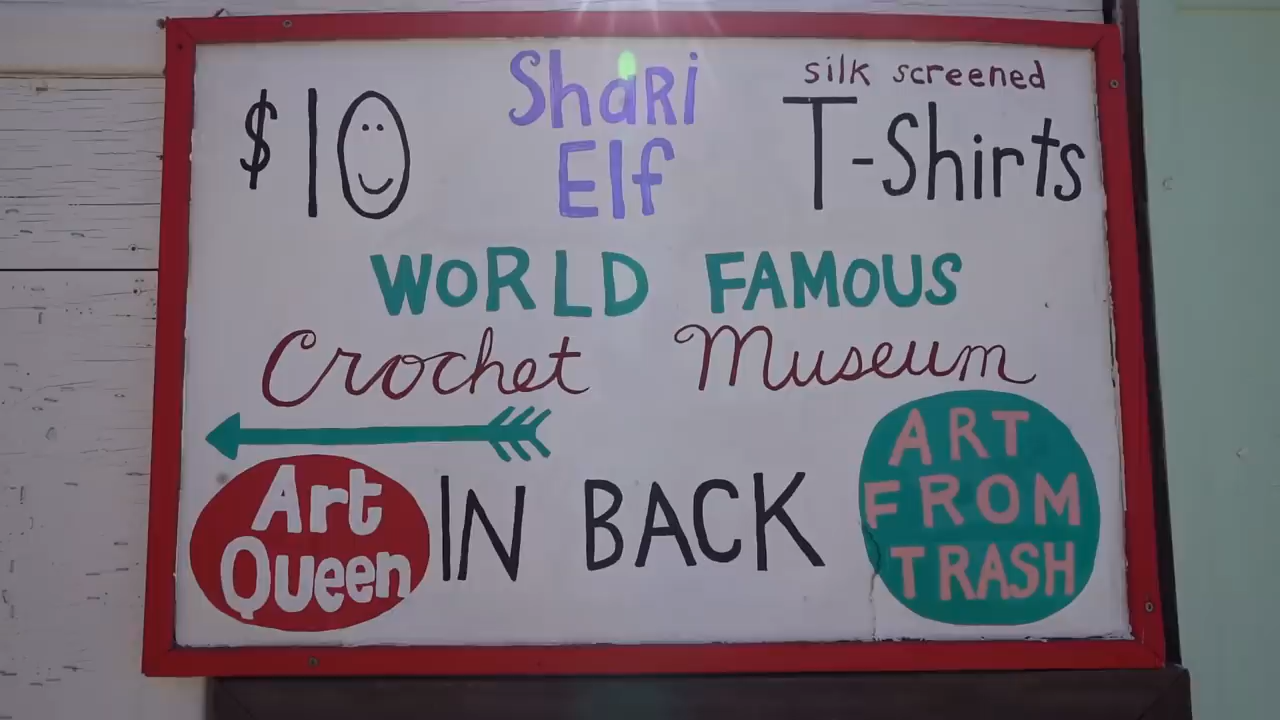 $10 Shari Elf silk screened T-Shirts
WORLD FAMOUS
Crochet Museum
Art Queen
IN BACK
ART FROM TRASH